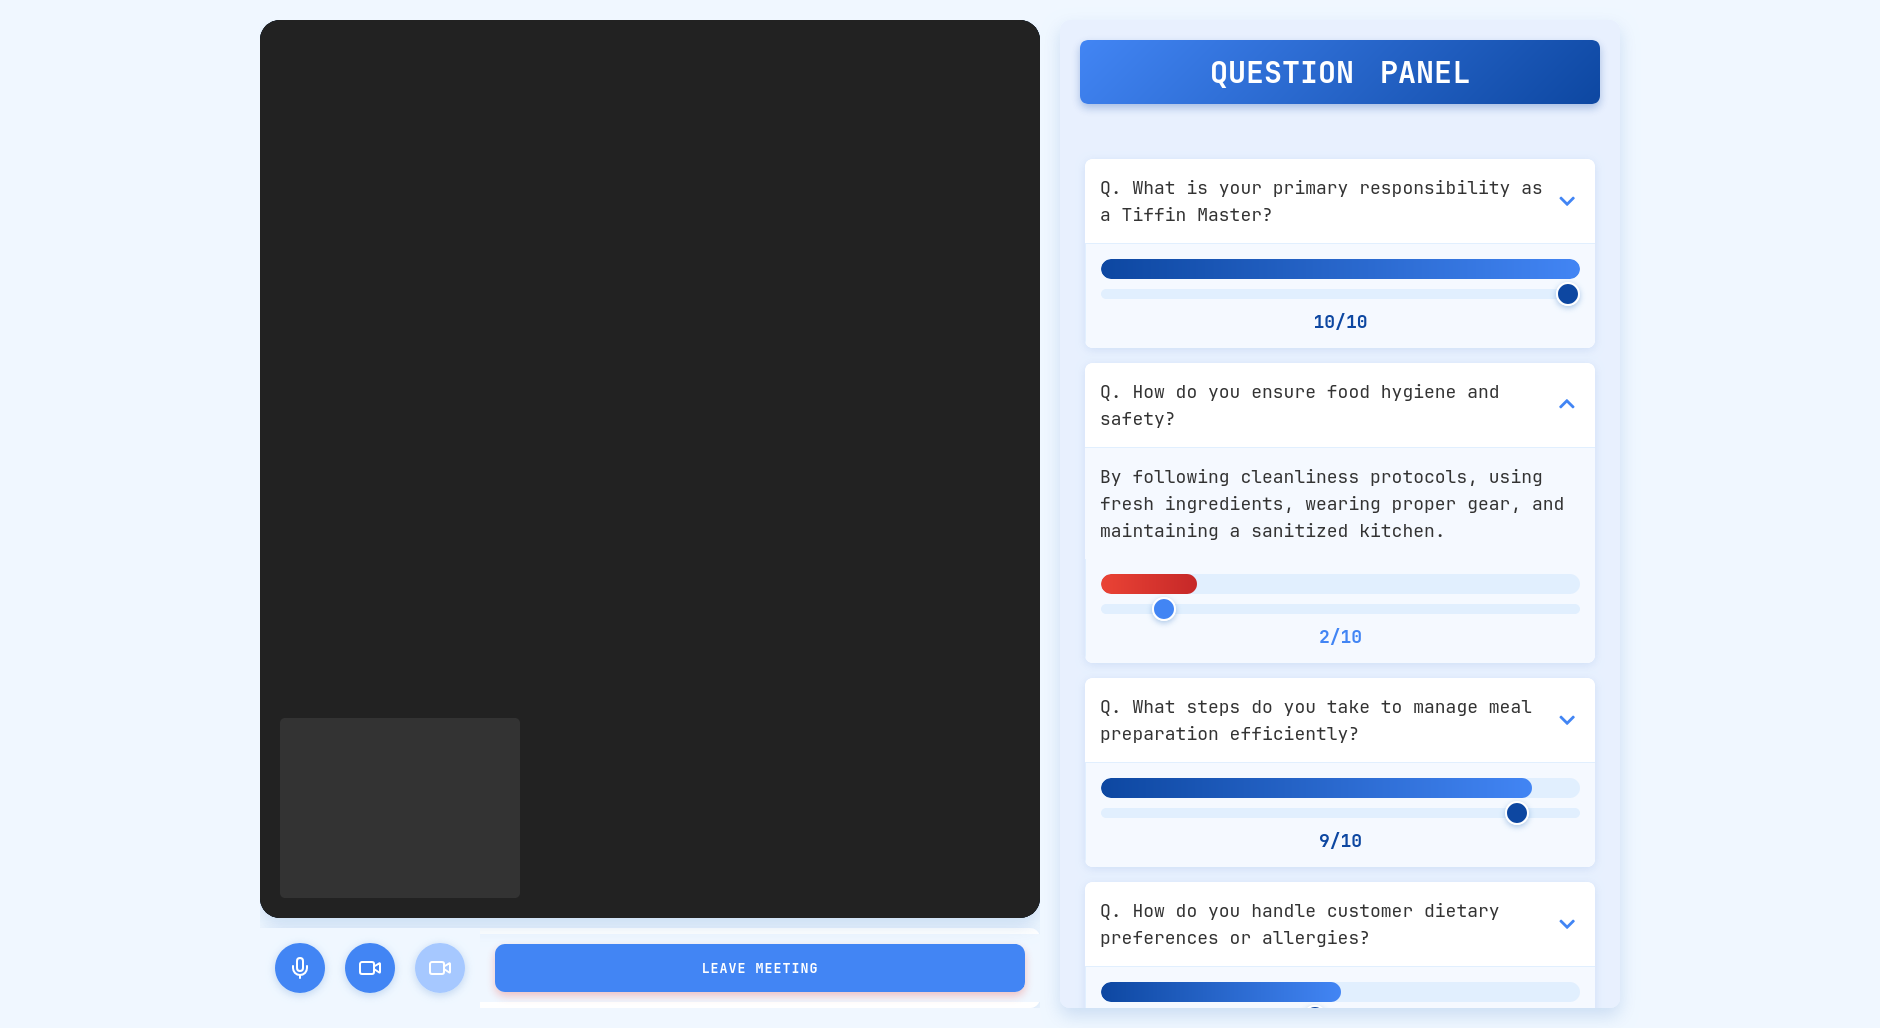 QUESTION PANEL
Q. What is your primary responsibility as
a Tiffin Master?
10/10
Q. How do you ensure food hygiene and
safety?
By following cleanliness protocols, using
fresh ingredients, wearing proper gear, and
maintaining a sanitized kitchen.
2/10
Q. What steps do you take to manage meal
preparation efficiently?
9/10
Q. How do you handle customer dietary
preferences or allergies?
LEAVE MEETING